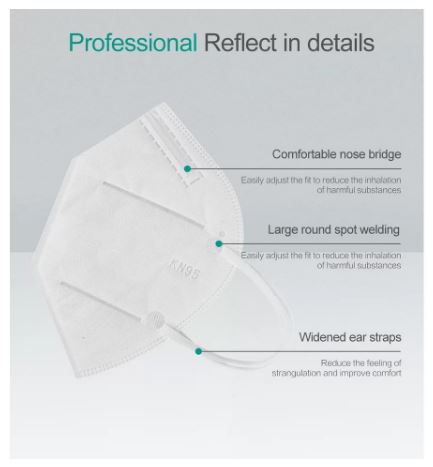 Professional Reflect in details
Comfortable nose bridge
Easily adjust the fit to reduce the inhalation
of harmful substances
Large round spot welding
Easily adjust the fit to reduce the inhalation
of harmful substances
KN95
Widened ear straps
Reduce the feeling of
strangulation and improve comfort